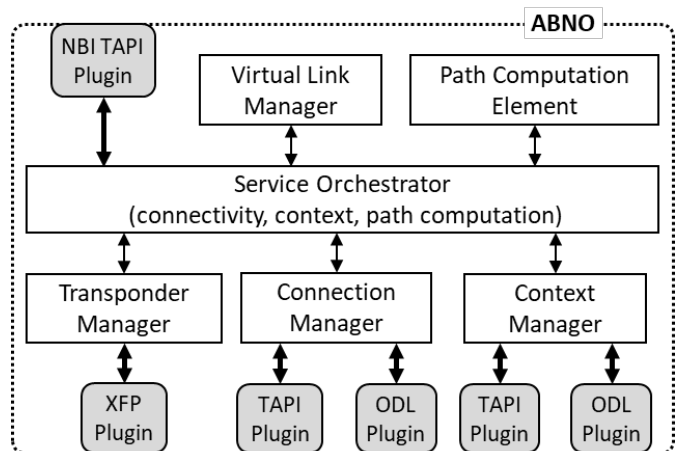 ABNO
NBI TAPI
Plugin
Virtual Link
Manager
Path Computation
Element
Service Orchestrator
(connectivity, context, path computation)
Transponder
Manager
Connection
Manager
Context
Manager
XFP
Plugin
TAPI
Plugin
ODL
Plugin
TAPI
Plugin
ODL
Plugin